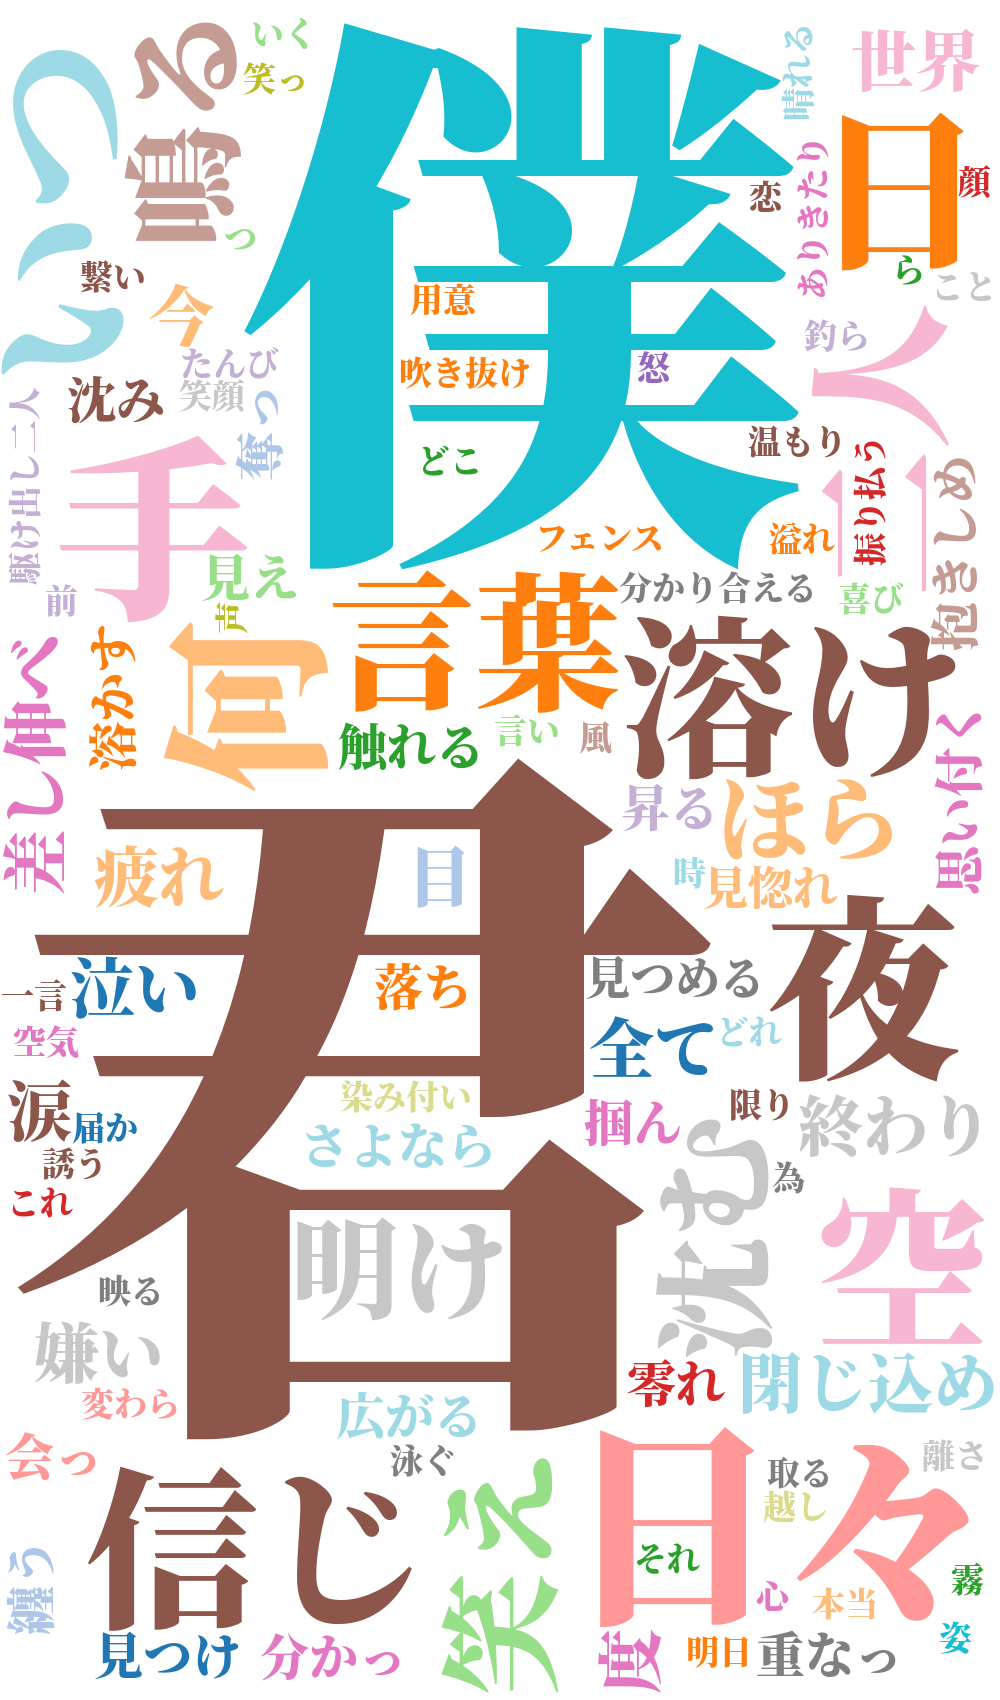 いく
笑っ
世界
晴れる
囁る
しい
僕
日
顔
恋
ありきたり
っ
ら
こと
繋い
今
用意
たんび
笑顔
吹き抜け
怒
釣ら
人
沈み
奪っ
二人
駆け出し
手
どこ
温もり
振り払う
抱きしめ
一言
フェンス
溢れ
見え
前
声
言葉
分かり合える
喜び
溶け
何
溶かす
差し伸べ
触れる
言い
風
思い付く
昇る
ほら
君
疲れ
目
時
見惚れ
夜
泣い
落ち
見つめる
空気
全て
どれ
涙
届か
染み付い
掴ん
限り
終わり
さよなら
誘う
これ
為
沈む
空
明け
映る
嫌い
零れ
閉じ込め
変わら
広がる
会っ
泳ぐ
日々
離さ
取る
越し
信じ
笑え
それ
纏う
心
本当
霧
姿
見つけ
分かっ
度
明日
重なっ